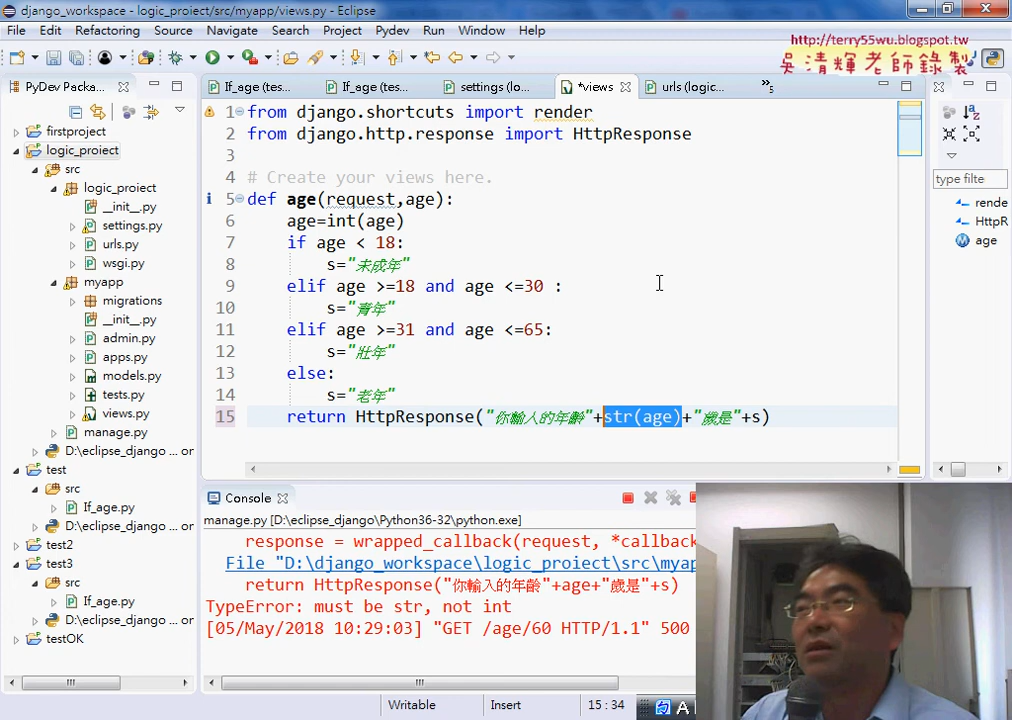 django_workspace - logic_proiect/src/myapp/views.py - Eclipse
File Edit Refactoring Source Navigate Search Project Pydev Run Window Help
http://terry55wu.blogspot.tw
吳清輝老師錄製
PyDev Packa...
If_age (tes...
If_age (tes...
settings (lo...
*views
urls (logic...
»5
firstproject
logic_proiect
src
logic_proiect
__init__.py
settings.py
urls.py
wsgi.py
myapp
migrations
__init__.py
admin.py
apps.py
models.py
tests.py
views.py
manage.py
D:\eclipse_django ... or
test
src
If_age.py
D:\eclipse_django ... or
test2
test3
src
If_age.py
D:\eclipse_django ... or
testOK
1 from django.shortcuts import render
2 from django.http.response import HttpResponse
3
4 # Create your views here.
5 def age(request,age):
6 age=int(age)
7 if age < 18:
8 s="未成年"
9 elif age >=18 and age <=30 :
10 s="青年"
11 elif age >=31 and age <=65:
12 s="壯年"
13 else:
14 s="老年"
15 return HttpResponse("你輸入的年齡"+str(age)+"歲是"+s)
type filte
rende
HttpR
age
Console
manage.py [D:\eclipse_django\Python36-32\python.exe]
response = wrapped_callback(request, *callback
File "D:\django_workspace\logic_proiect\src\myap
return HttpResponse("你輸入的年齡"+age+"歲是"+s)
TypeError: must be str, not int
[05/May/2018 10:29:03] "GET /age/60 HTTP/1.1" 500
Writable Insert 15 : 34
A